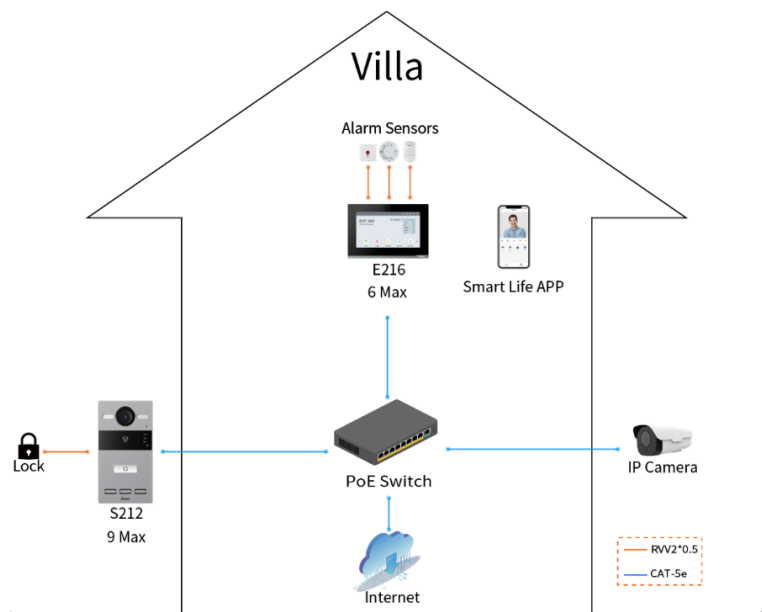 Villa
Alarm Sensors
E216
6 Max
Smart Life APP
Lock
S212
9 Max
PoE Switch
IP Camera
Internet
RVV2*0.5
CAT-5e